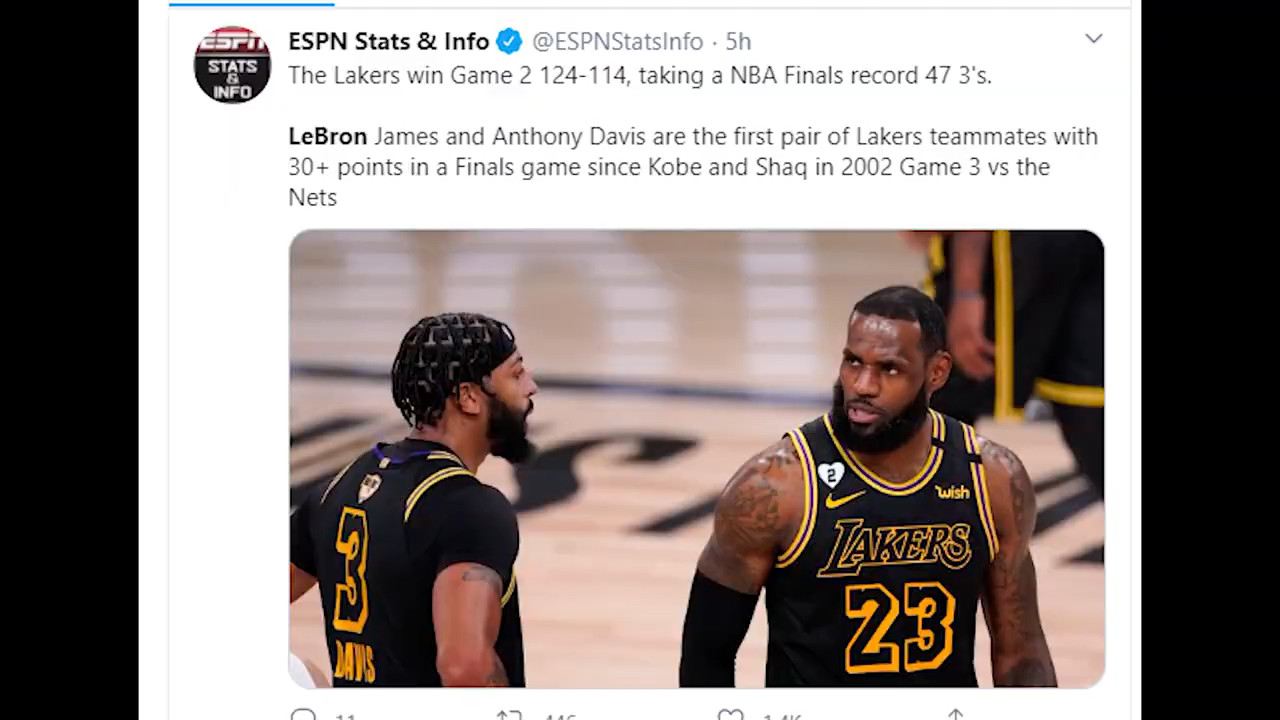 ESPN
STATS
&
INFO
ESPN Stats & Info @ESPNStatsInfo · 5h
The Lakers win Game 2 124-114, taking a NBA Finals record 47 3's.
LeBron James and Anthony Davis are the first pair of Lakers teammates with
30+ points in a Finals game since Kobe and Shaq in 2002 Game 3 vs the
Nets
3
DAVIS
2
wish
LAKERS
23